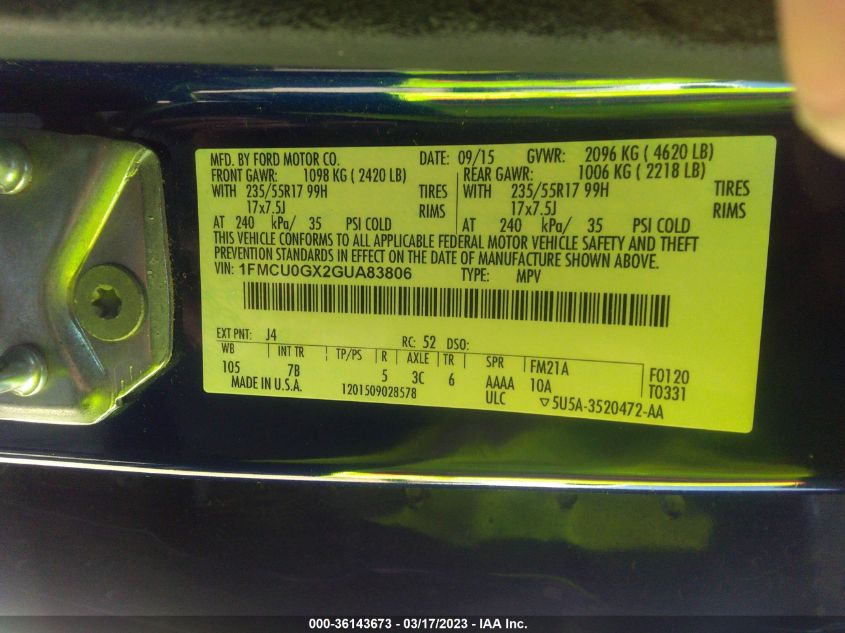 MFD. BY FORD MOTOR CO. DATE: 09/15 GVWR: 2096 KG ( 4620 LB)
FRONT GAWR: 1098 KG ( 2420 LB) REAR GAWR: 1006 KG ( 2218 LB)
WITH 235/55R17 99H TIRES WITH 235/55R17 99H TIRES
17x7.5J RIMS 17x7.5J RIMS
AT 240 kPa/ 35 PSI COLD AT 240 kPa/ 35 PSI COLD
THIS VEHICLE CONFORMS TO ALL APPLICABLE FEDERAL MOTOR VEHICLE SAFETY AND THEFT
PREVENTION STANDARDS IN EFFECT ON THE DATE OF MANUFACTURE SHOWN ABOVE.
VIN: 1FMCU0GX2GUA83806 TYPE: MPV
EXT PNT: J4 RC: 52 DSO:
WB INT TR TP/PS R AXLE TR SPR FM21A F0120
105 7B 5 3C 6 AAAA 10A T0331
MADE IN U.S.A. 1201509028578 ULC ▽5U5A-3520472-AA
000-36143673 — 03/17/2023 — IAA Inc.